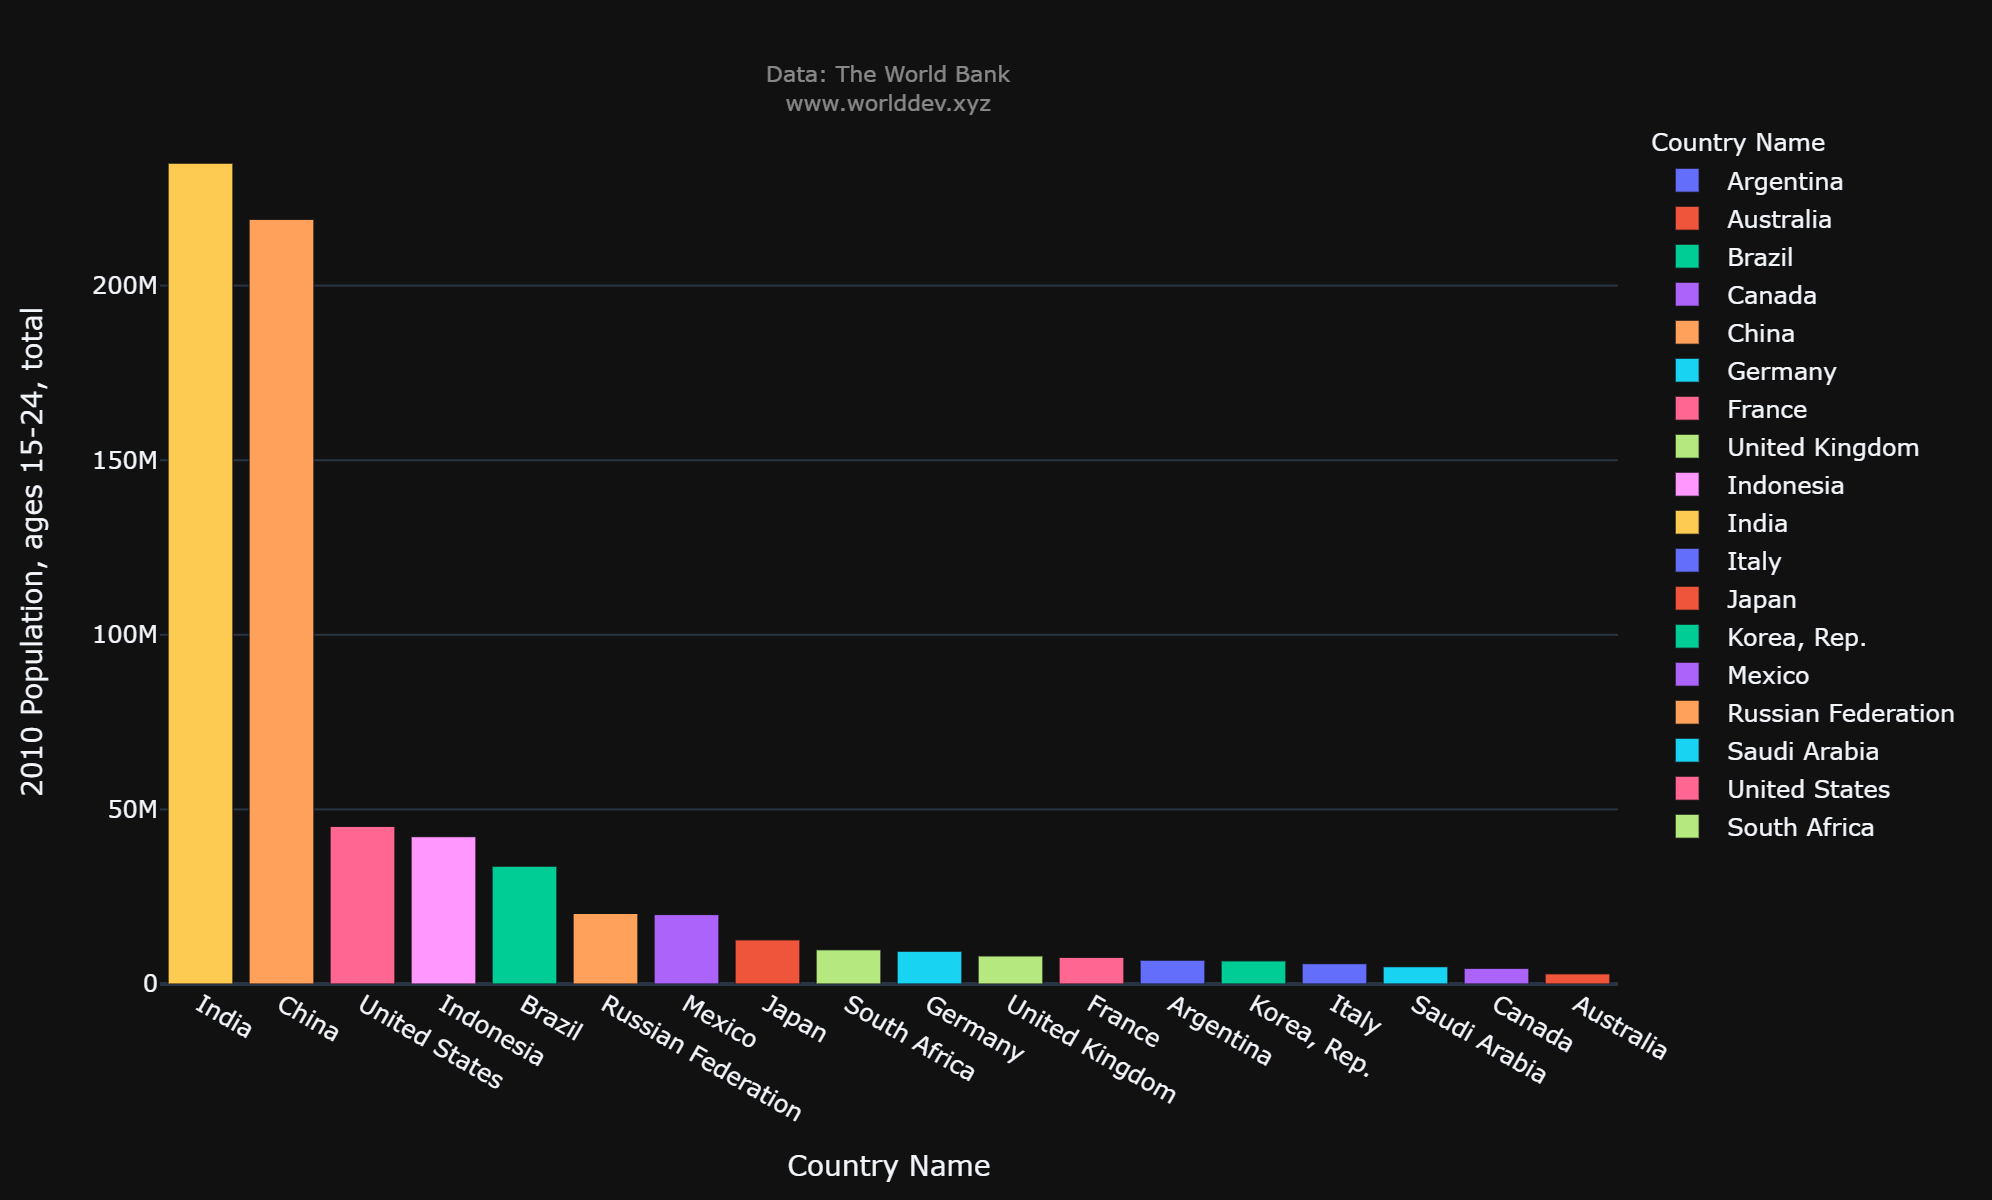 Data: The World Bank
www.worlddev.xyz
2010 Population, ages 15-24, total
200M
150M
100M
50M
0
India
China
United States
Indonesia
Brazil
Russian Federation
Mexico
Japan
South Africa
Germany
United Kingdom
France
Argentina
Korea, Rep.
Italy
Saudi Arabia
Canada
Australia
Country Name
Country Name
Argentina
Australia
Brazil
Canada
China
Germany
France
United Kingdom
Indonesia
India
Italy
Japan
Korea, Rep.
Mexico
Russian Federation
Saudi Arabia
United States
South Africa